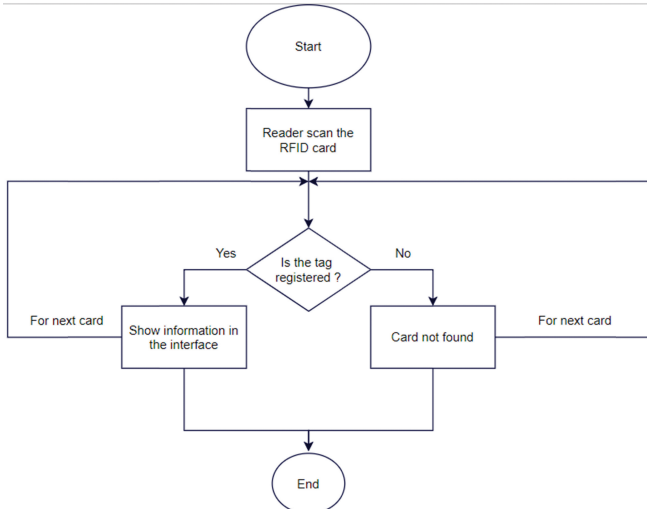 Start
Reader scan the
RFID card
Yes
Is the tag
registered ?
No
For next card
Show information in
the interface
Card not found
For next card
End